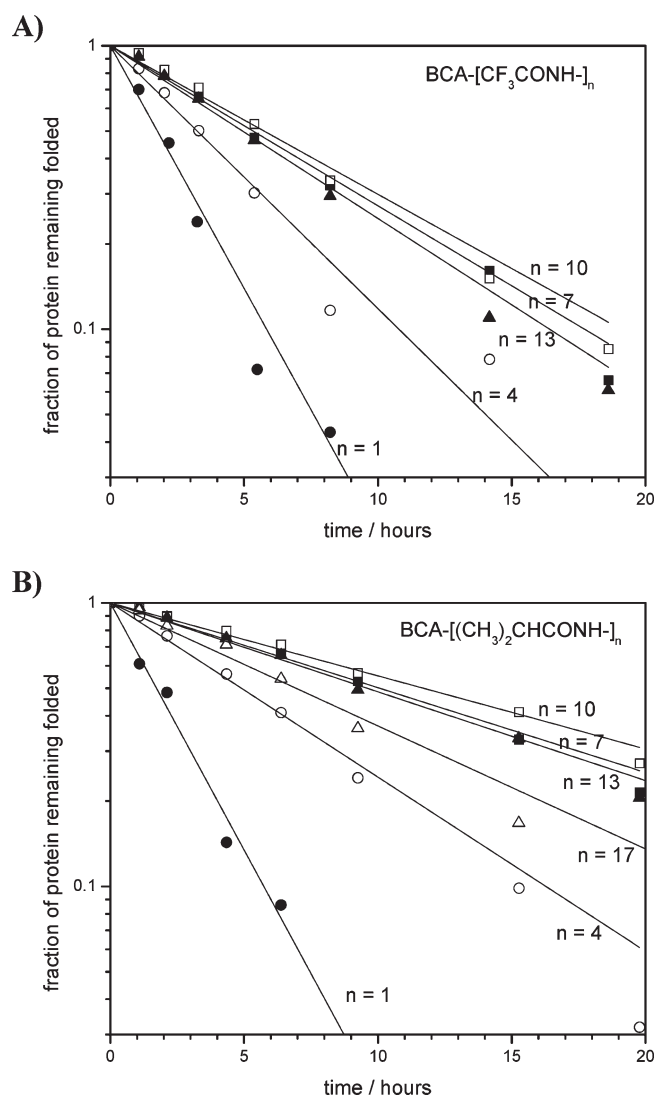 A)
BCA-[CF₃CONH-]ₙ
fraction of protein remaining folded
1
0.1
n = 10
n = 7
n = 13
n = 4
n = 1
0 5 10 15 20
time / hours
B)
BCA-[(CH₃)₂CHCONH-]ₙ
fraction of protein remaining folded
1
0.1
n = 10
n = 7
n = 13
n = 17
n = 4
n = 1
0 5 10 15 20
time / hours